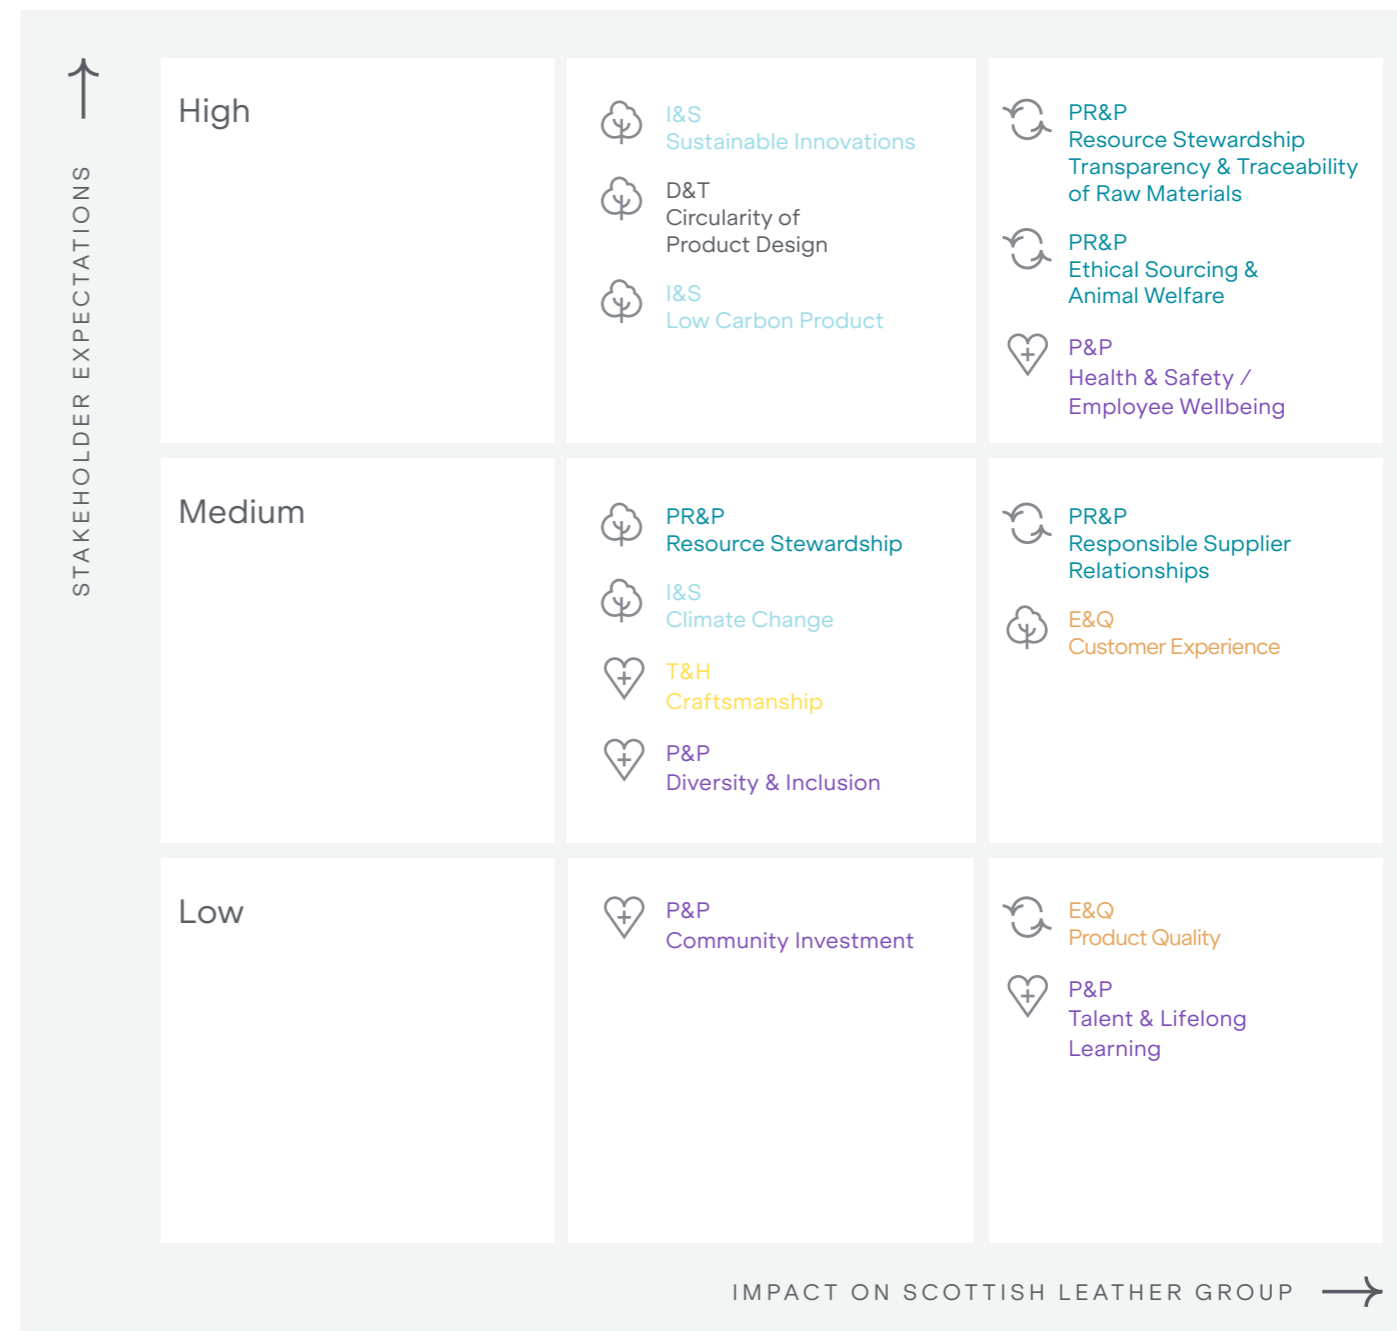 STAKEHOLDER EXPECTATIONS
High
I&S
Sustainable Innovations
D&T
Circularity of
Product Design
I&S
Low Carbon Product
PR&P
Resource Stewardship
Transparency & Traceability
of Raw Materials
PR&P
Ethical Sourcing &
Animal Welfare
P&P
Health & Safety /
Employee Wellbeing
Medium
PR&P
Resource Stewardship
I&S
Climate Change
T&H
Craftsmanship
P&P
Diversity & Inclusion
PR&P
Responsible Supplier
Relationships
E&Q
Customer Experience
Low
P&P
Community Investment
E&Q
Product Quality
P&P
Talent & Lifelong
Learning
IMPACT ON SCOTTISH LEATHER GROUP